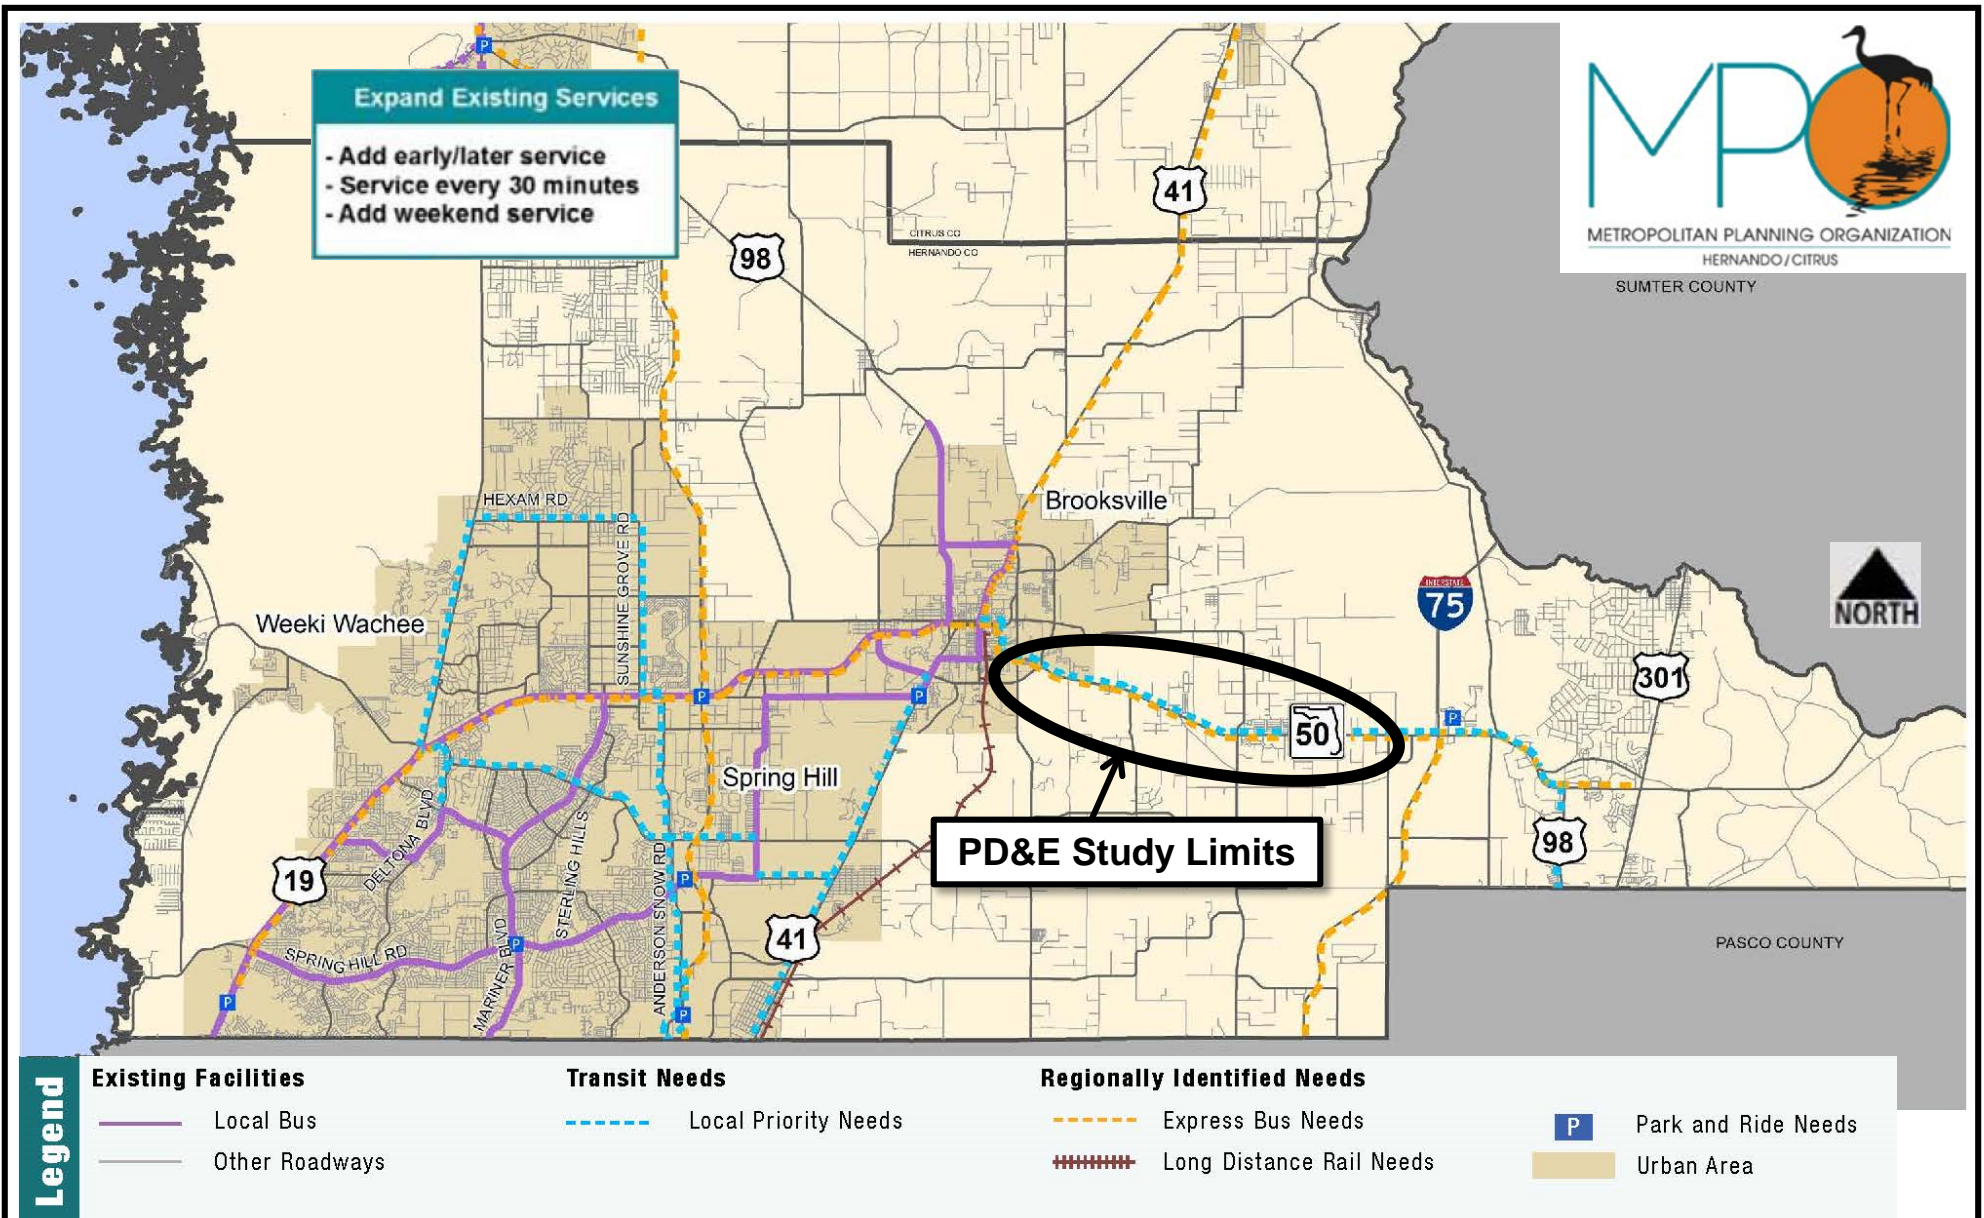 P
Expand Existing Services
- Add early/later service
- Service every 30 minutes
- Add weekend service
MPO
METROPOLITAN PLANNING ORGANIZATION
HERNANDO/CITRUS
SUMTER COUNTY
41
98
CITRUS CO
HERNANDO CO
HEXAM RD
SUNSHINE GROVE RD
Brooksville
INTERSTATE
75
NORTH
Weeki Wachee
301
P
P
P
50
Spring Hill
DELTONA BLVD
STERLING HILLS
PD&E Study Limits
98
19
P
ANDERSON SNOW RD
41
SPRING HILL RD
MARINER BLVD
P
PASCO COUNTY
P
P
Legend
Existing Facilities
Local Bus
Other Roadways
Transit Needs
Local Priority Needs
Regionally Identified Needs
Express Bus Needs
Long Distance Rail Needs
P Park and Ride Needs
Urban Area